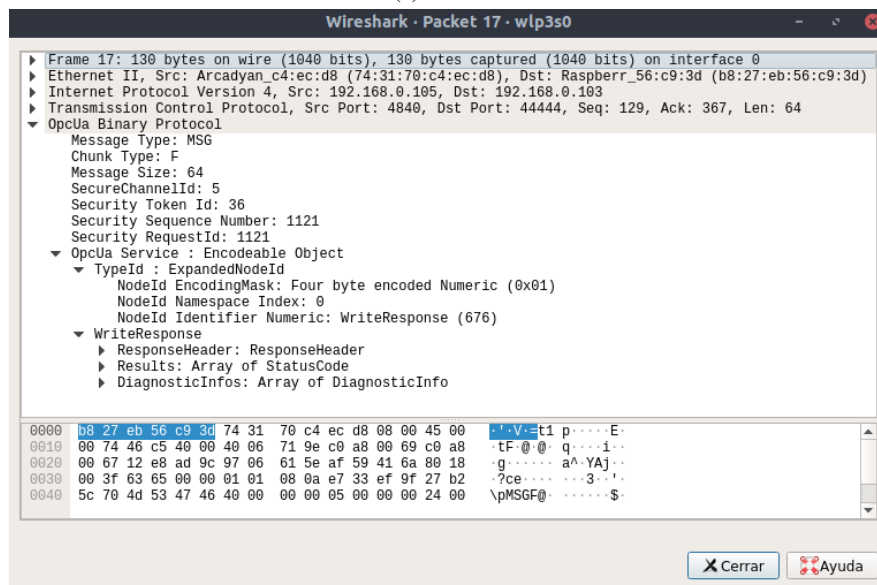 Wireshark · Packet 17 · wlp3s0
Frame 17: 130 bytes on wire (1040 bits), 130 bytes captured (1040 bits) on interface 0
Ethernet II, Src: Arcadyan_c4:ec:d8 (74:31:70:c4:ec:d8), Dst: Raspberr_56:c9:3d (b8:27:eb:56:c9:3d)
Internet Protocol Version 4, Src: 192.168.0.105, Dst: 192.168.0.103
Transmission Control Protocol, Src Port: 4840, Dst Port: 44444, Seq: 129, Ack: 367, Len: 64
OpcUa Binary Protocol
Message Type: MSG
Chunk Type: F
Message Size: 64
SecureChannelId: 5
Security Token Id: 36
Security Sequence Number: 1121
Security RequestId: 1121
OpcUa Service : Encodeable Object
TypeId : ExpandedNodeId
NodeId EncodingMask: Four byte encoded Numeric (0x01)
NodeId Namespace Index: 0
NodeId Identifier Numeric: WriteResponse (676)
WriteResponse
ResponseHeader: ResponseHeader
Results: Array of StatusCode
DiagnosticInfos: Array of DiagnosticInfo
0000 b8 27 eb 56 c9 3d 74 31 70 c4 ec d8 08 00 45 00 ·'·V·=t1 p·····E·
0010 00 74 46 c5 40 00 40 06 71 9e c0 a8 00 69 c0 a8 ·tF·@·@· q····i··
0020 00 67 12 e8 ad 9c 97 06 61 5e af 59 41 6a 80 18 ·g······ a^·YAj··
0030 00 3f 63 65 00 00 01 01 08 0a e7 33 ef 9f 27 b2 ·?ce···· ···3··'·
0040 5c 70 4d 53 47 46 40 00 00 00 05 00 00 00 24 00 \pMSGF@· ······$·
Cerrar Ayuda